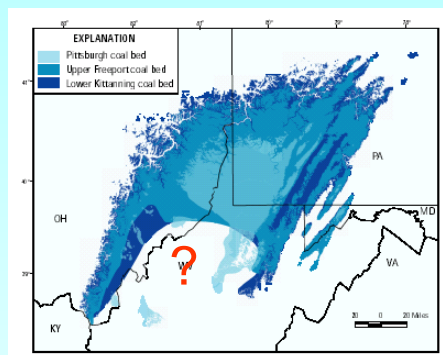 EXPLANATION
Pittsburgh coal bed
Upper Freeport coal bed
Lower Kittanning coal bed
PA
OH
MD
WV
?
VA
KY
20 0 20 Miles